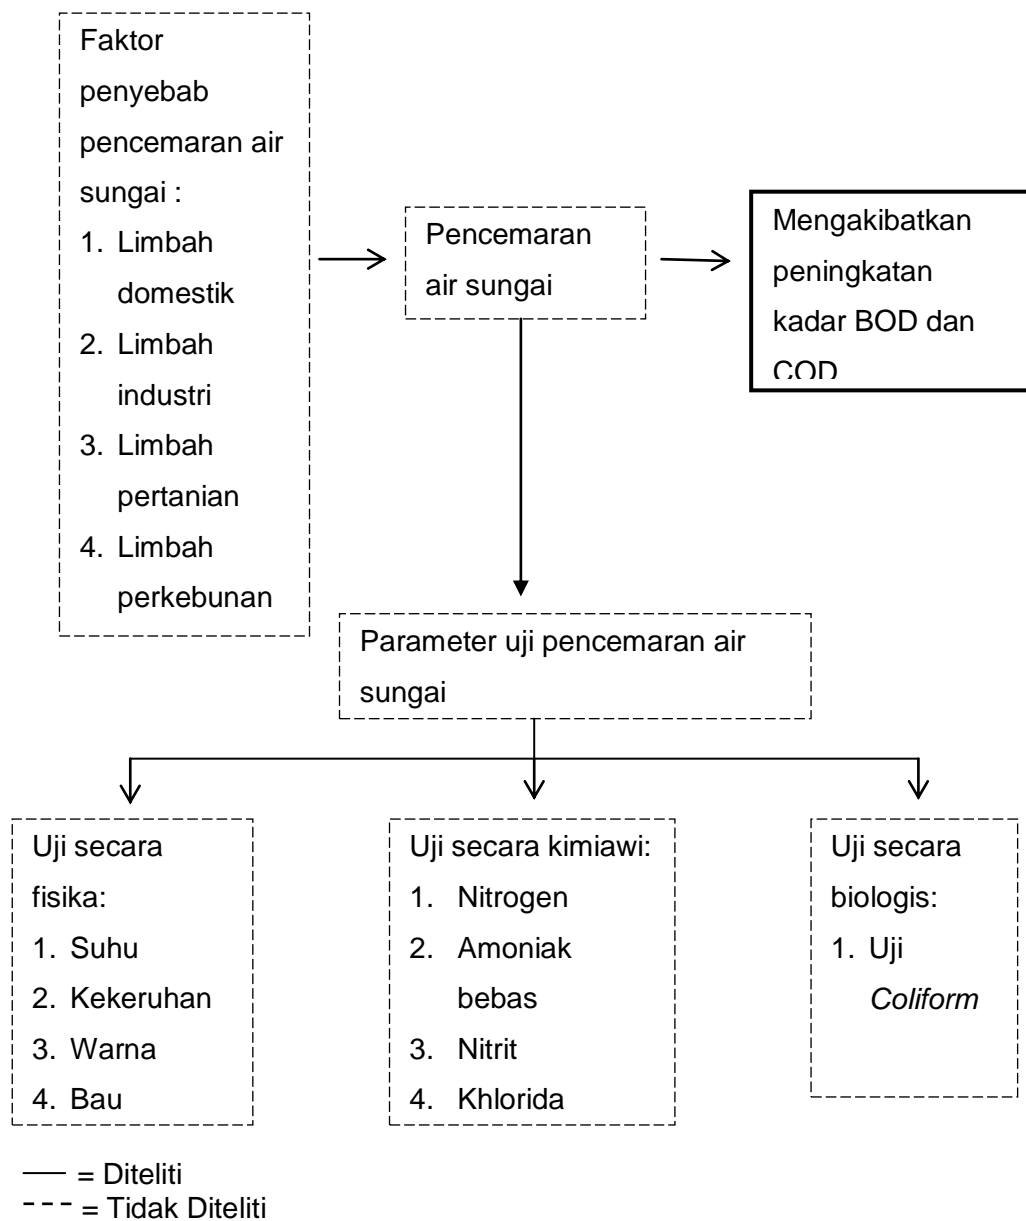 Faktor
penyebab
pencemaran air
sungai :
1. Limbah
domestik
2. Limbah
industri
3. Limbah
pertanian
4. Limbah
perkebunan
Pencemaran
air sungai
Mengakibatkan
peningkatan
kadar BOD dan
COD
Parameter uji pencemaran air
sungai
Uji secara
fisika:
1. Suhu
2. Kekeruhan
3. Warna
4. Bau
Uji secara kimiawi:
1. Nitrogen
2. Amoniak
bebas
3. Nitrit
4. Khlorida
Uji secara
biologis:
1. Uji
Coliform
= Diteliti
= Tidak Diteliti